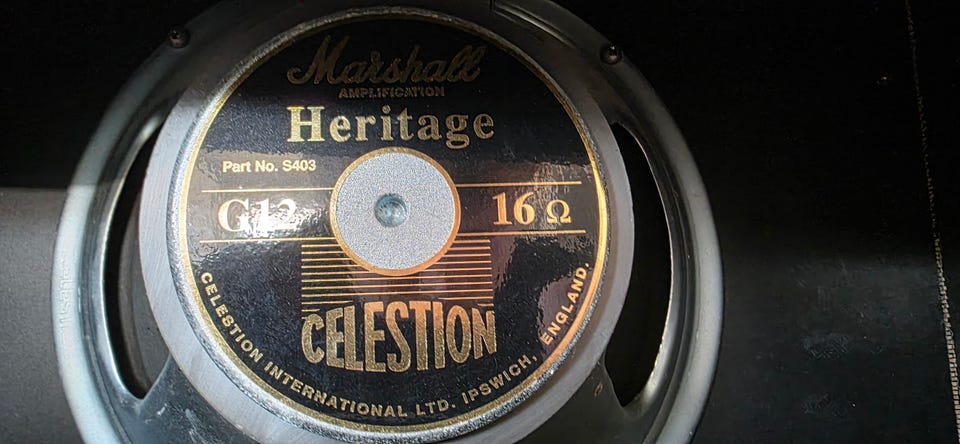 Marshall
AMPLIFICATION
Heritage
Part No. S403
G12
16 Ω
CELESTION
CELESTION INTERNATIONAL LTD. IPSWICH, ENGLAND.